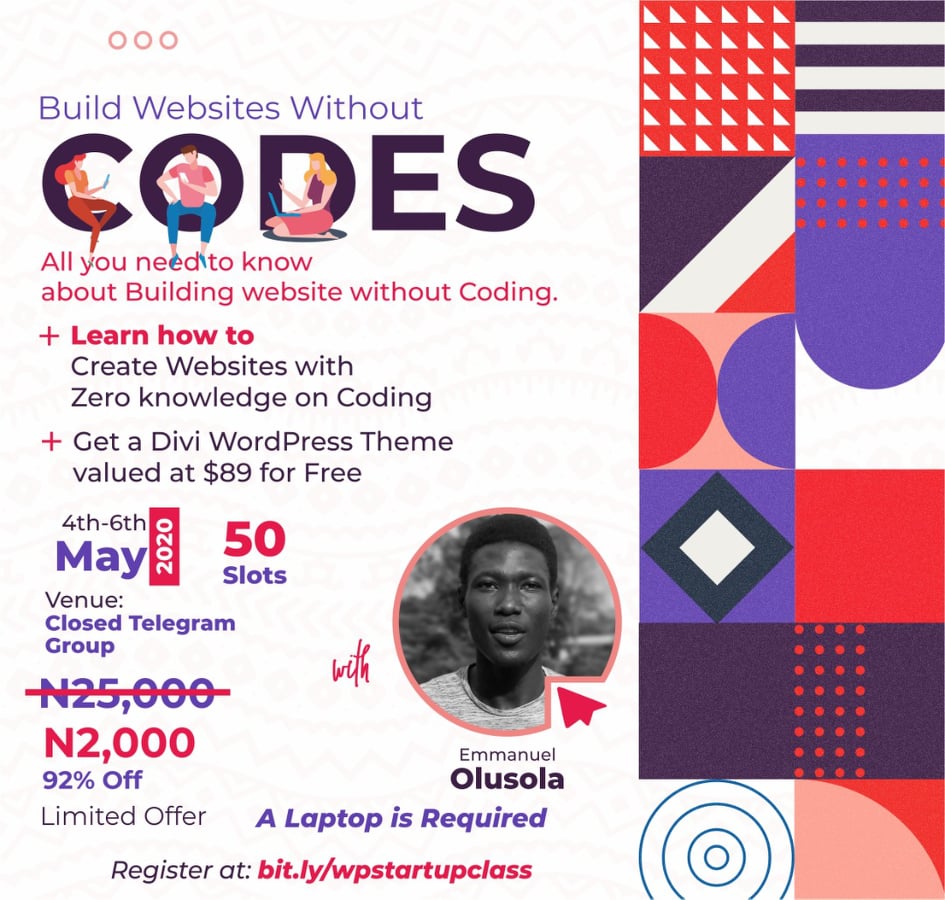 Build Websites Without
CODES
All you need to know
about Building website without Coding.
+ Learn how to
Create Websites with
Zero knowledge on Coding
+ Get a Divi WordPress Theme
valued at $89 for Free
4th-6th
May
2020
50
Slots
Venue:
Closed Telegram
Group
N25,000
N2,000
92% Off
Limited Offer
with
Emmanuel
Olusola
A Laptop is Required
Register at: bit.ly/wpstartupclass